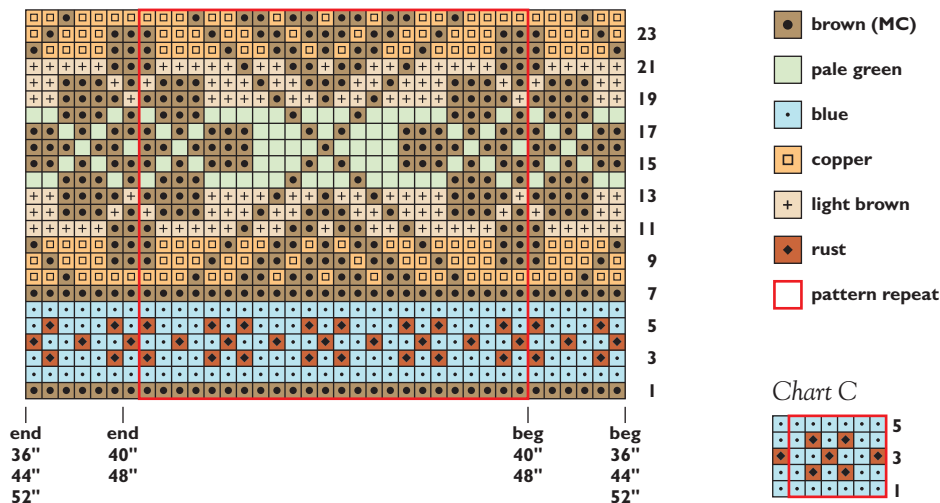 23
21
19
17
15
13
11
9
7
5
3
1
end
36"
44"
52"
end
40"
48"
beg
40"
48"
beg
36"
44"
52"
brown (MC)
pale green
blue
copper
light brown
rust
pattern repeat
Chart C
5
3
1